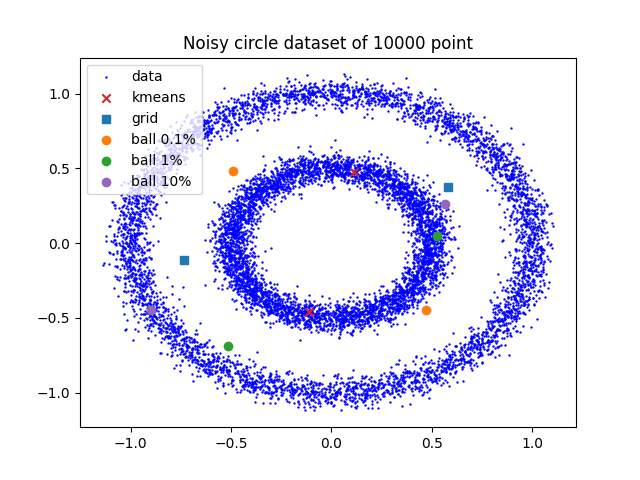 Noisy circle dataset of 10000 point
data
kmeans
grid
ball 0.1%
ball 1%
ball 10%
1.0
0.5
0.0
−0.5
−1.0
−1.0 −0.5 0.0 0.5 1.0